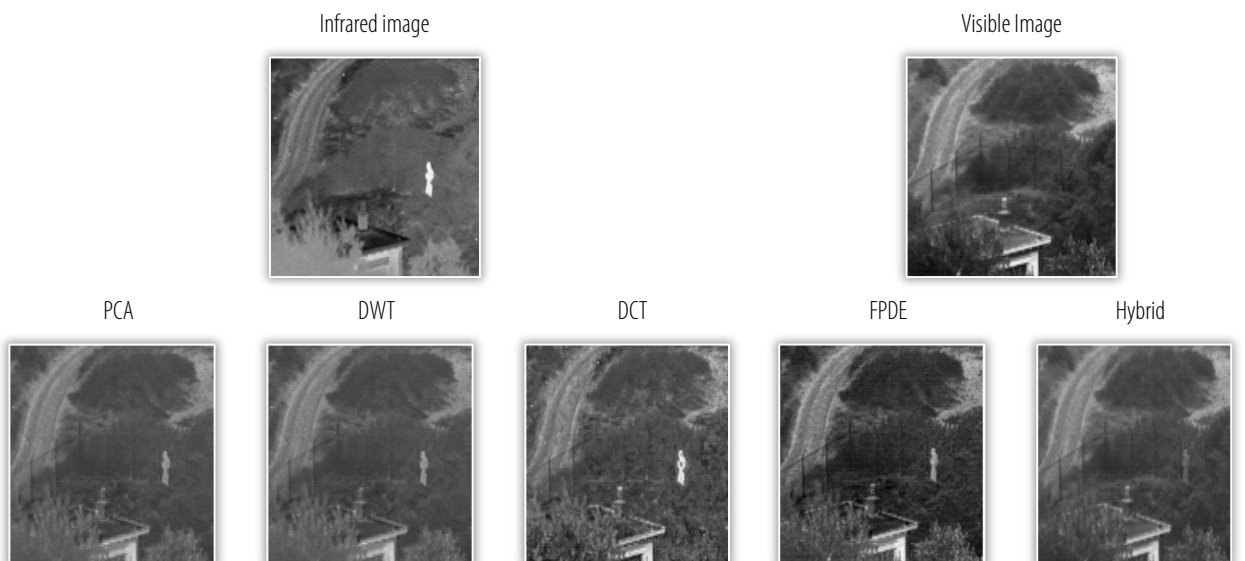 Infrared image
Visible Image
PCA
DWT
DCT
FPDE
Hybrid